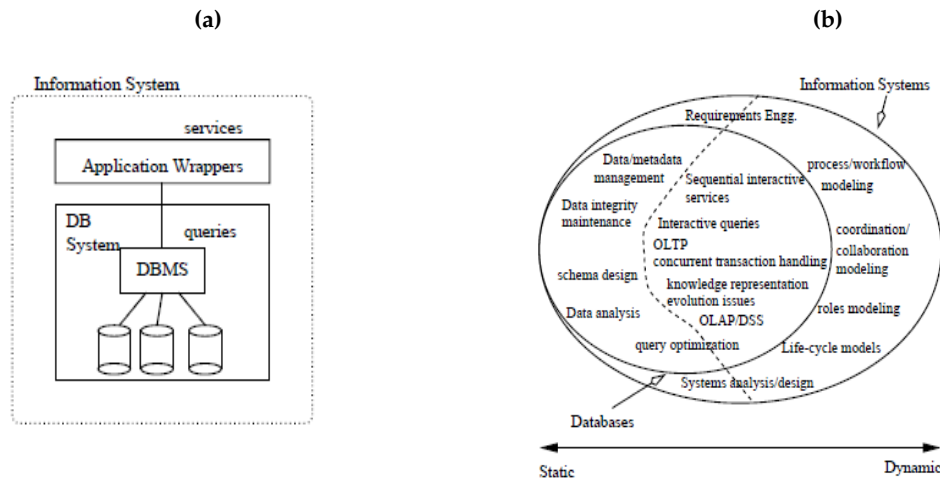 (a)
Information System
services
Application Wrappers
DB
System
queries
DBMS
(b)
Information Systems
Requirements Engg.
Data/metadata
management
Sequential interactive
services
process/workflow
modeling
Data integrity
maintenance
Interactive queries
OLTP
concurrent transaction handling
coordination/
collaboration
modeling
schema design
knowledge representation
evolution issues
Data analysis
OLAP/DSS
roles modeling
query optimization
Life-cycle models
Systems analysis/design
Databases
Static
Dynamic